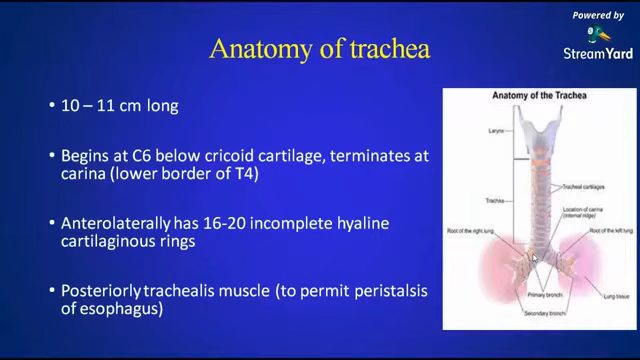 Powered by
StreamYard
Anatomy of trachea
• 10 – 11 cm long
• Begins at C6 below cricoid cartilage, terminates at
carina (lower border of T4)
• Anterolaterally has 16-20 incomplete hyaline
cartilaginous rings
• Posteriorly trachealis muscle (to permit peristalsis
of esophagus)
Anatomy of the Trachea
Larynx
Trachea
Tracheal cartilages
Location of carina
(internal ridge)
Root of the right lung
Root of the left lung
Primary bronchi
Secondary bronchi
Lung tissue